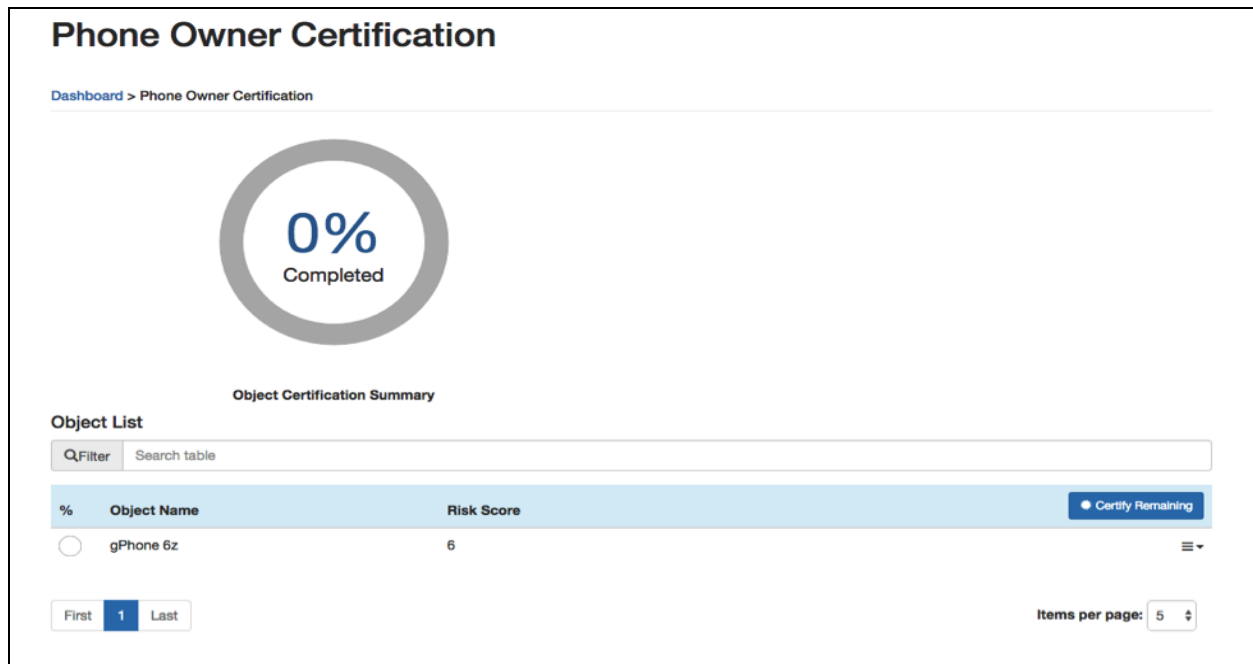 Phone Owner Certification
Dashboard > Phone Owner Certification
0%
Completed
Object Certification Summary
Object List
Filter Search table
% Object Name Risk Score Certify Remaining
gPhone 6z 6
First 1 Last Items per page: 5